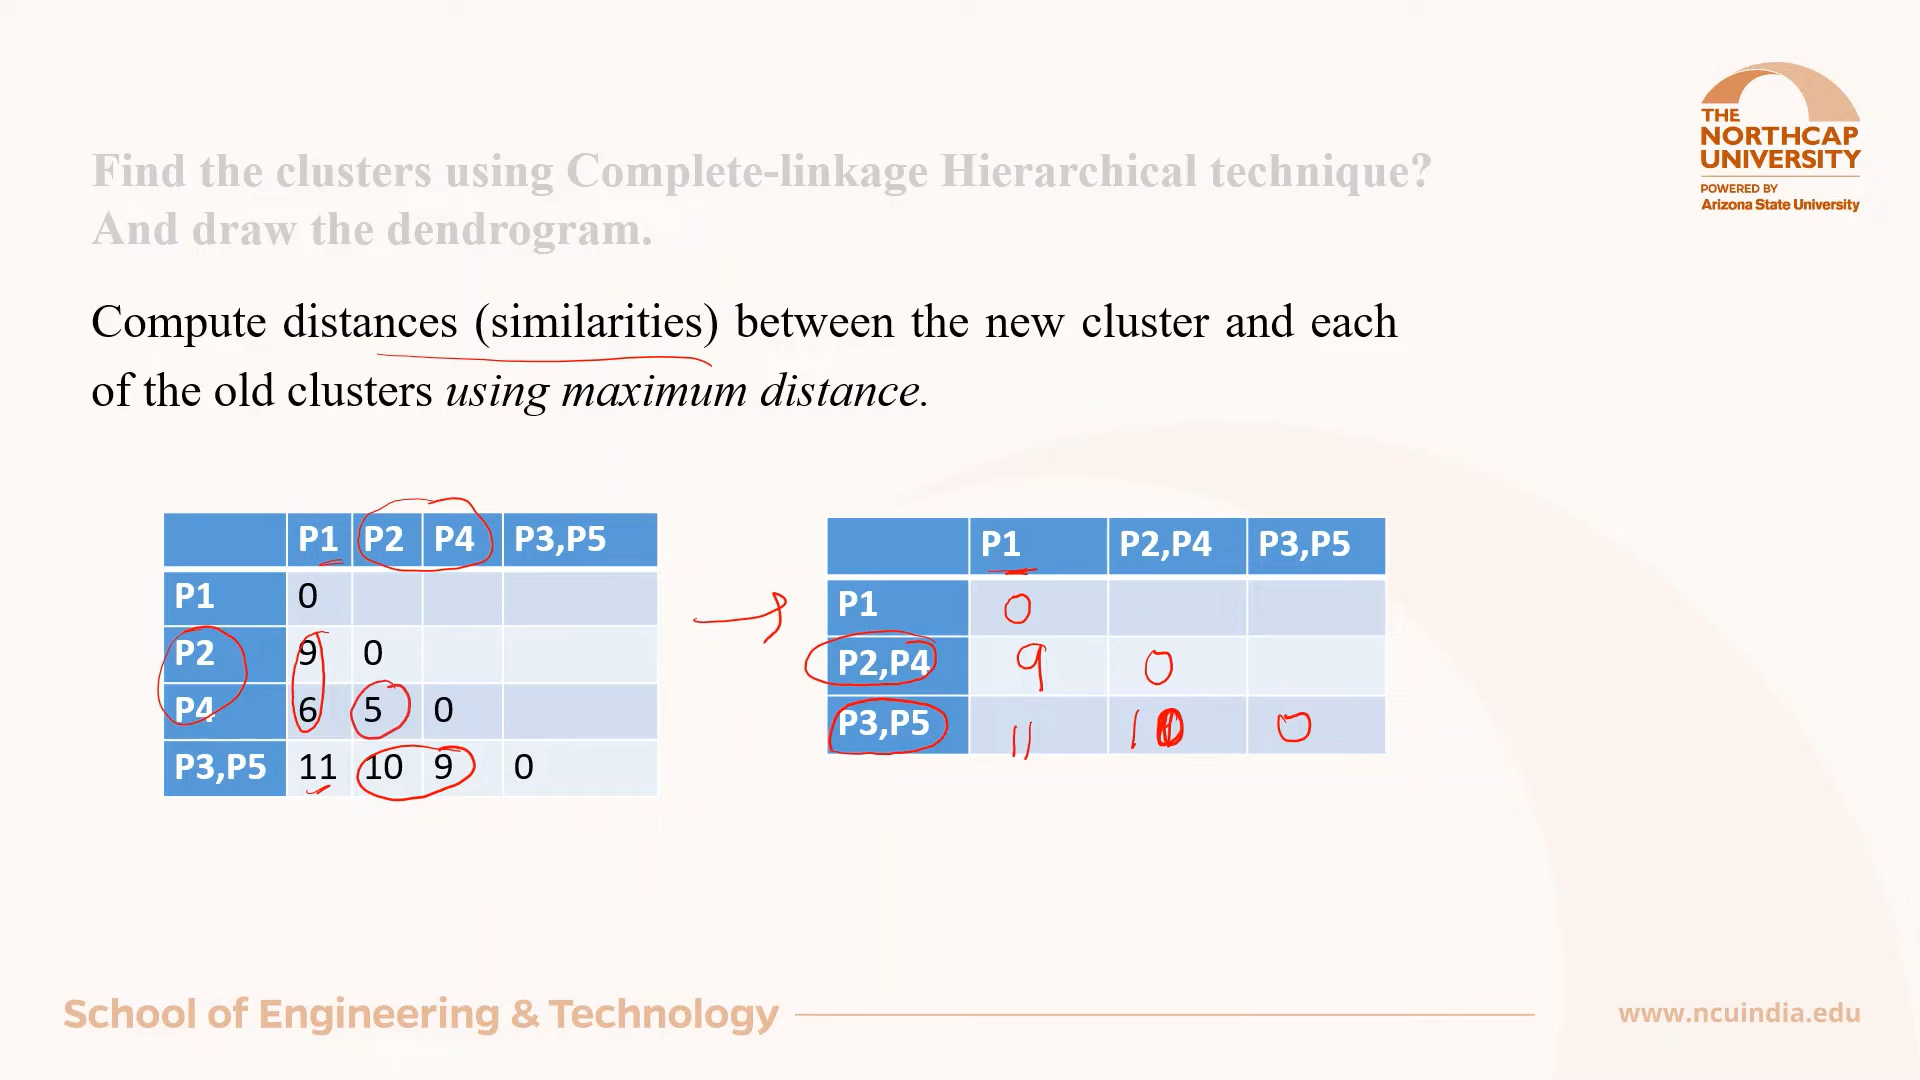 THE
NORTHCAP
UNIVERSITY
POWERED BY
Arizona State University
Find the clusters using Complete-linkage Hierarchical technique?
And draw the dendrogram.
Compute distances (similarities) between the new cluster and each
of the old clusters using maximum distance.
P1 P2 P4 P3,P5
P1 0
P2 9 0
P4 6 5 0
P3,P5 11 10 9 0
P1 P2,P4 P3,P5
P1 0
P2,P4 9 0
P3,P5 11 10 0
School of Engineering & Technology
www.ncuindia.edu